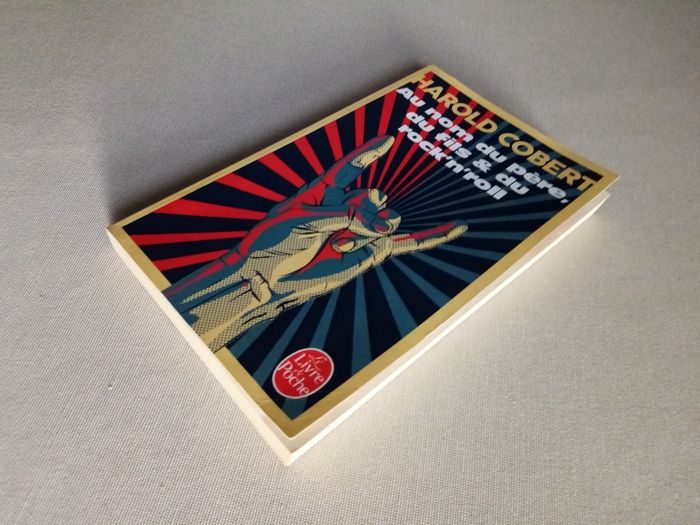 HAROLD COBERT
Au nom du père,
du fils & du
rock'n'roll
Le
Livre
de
Poche